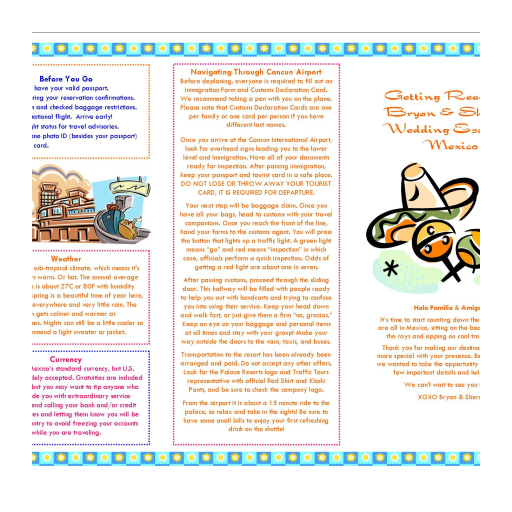 Before You Go
have your valid passport.
ring your reservation confirmations.
s and checked baggage restrictions.
national flight. Arrive early!
ht status for travel advisories.
ne photo ID (besides your passport)
card.
Weather
sub-tropical climate, which means it's
s warm. Or hot. The annual average
e is about 27C or 80F with humidity
Spring is a beautiful time of year here,
everywhere and very little rain. The
gets calmer and warmer as
es. Nights can still be a little cooler so
mmend a light sweater or jacket.
Currency
Mexico's standard currency, but U.S.
dely accepted. Gratuities are included
but you may want to tip anyone who
de you with extraordinary service
end calling your bank and/or credit
ies and letting them know you will be
untry to avoid freezing your accounts
while you are traveling.
Navigating Through Cancun Airport
Before deplaning, everyone is required to fill out an
Immigration Form and Customs Declaration Card.
We recommend taking a pen with you on the plane.
Please note that Customs Declaration Cards are one
per family or one card per person if you have
different last names.
Once you arrive at the Cancun International Airport,
look for overhead signs leading you to the lower
level and Immigration. Have all of your documents
ready for inspection. After passing immigration,
keep your passport and tourist card in a safe place.
DO NOT LOSE OR THROW AWAY YOUR TOURIST
CARD, IT IS REQUIRED FOR DEPARTURE.
Your next stop will be baggage claim. Once you
have all your bags, head to customs with your travel
companions. Once you reach the front of the line,
hand your forms to the customs agent. You will press
the button that lights up a traffic light. A green light
means "go" and red means "inspection" in which
case, officials perform a quick inspection. Odds of
getting a red light are about one in seven.
After passing customs, proceed through the sliding
door. This hallway will be filled with people ready
to help you out with handcarts and trying to confuse
you into using their service. Keep your head down
and walk fast, or just give them a firm "no, gracias."
Keep an eye on your baggage and personal items
at all times and stay with your group! Make your
way outside the doors to the vans, taxis, and buses.
Transportation to the resort has been already been
arranged and paid. Do not accept any other offers.
Look for the Palace Resorts logo and Traffic Tours
representative with official Red Shirt and Khaki
Pants, and be sure to check the company logo.
From the airport it is about a 15 minute ride to the
palace, so relax and take in the sights! Be sure to
have some small bills to enjoy your first refreshing
drink on the shuttle!
Getting Rea
Bryan & Sh
Wedding
Mexico
Hola Familia & Amig
It's time to start counting down the
are all in Mexico, sitting on the bea
the rays and sipping on cool tro
Thank you for making our destina
more special with your presence. Be
we wanted to take the opportunity
few important details and hel
We can't wait to see you
XOXO Bryan & Sher